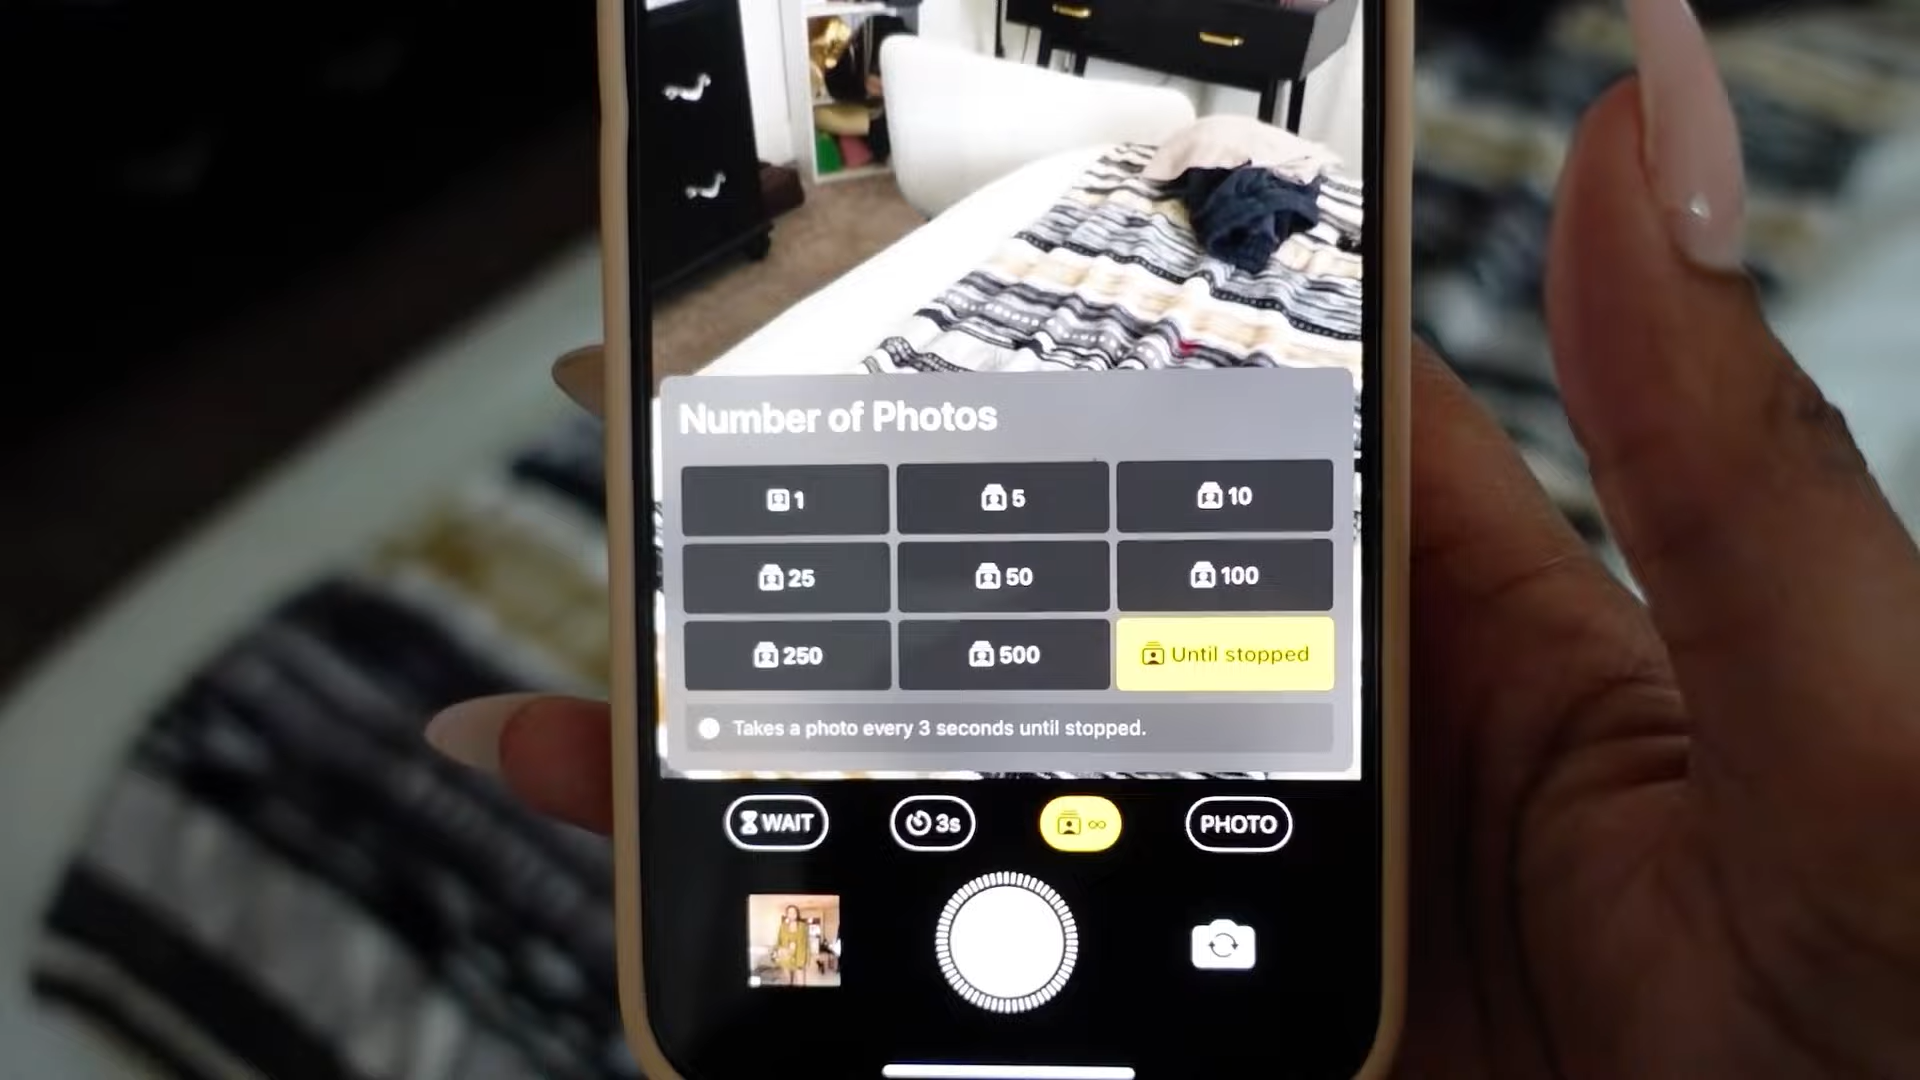 Number of Photos
1
5
10
25
50
100
250
500
Until stopped
Takes a photo every 3 seconds until stopped.
WAIT
3s
∞
PHOTO